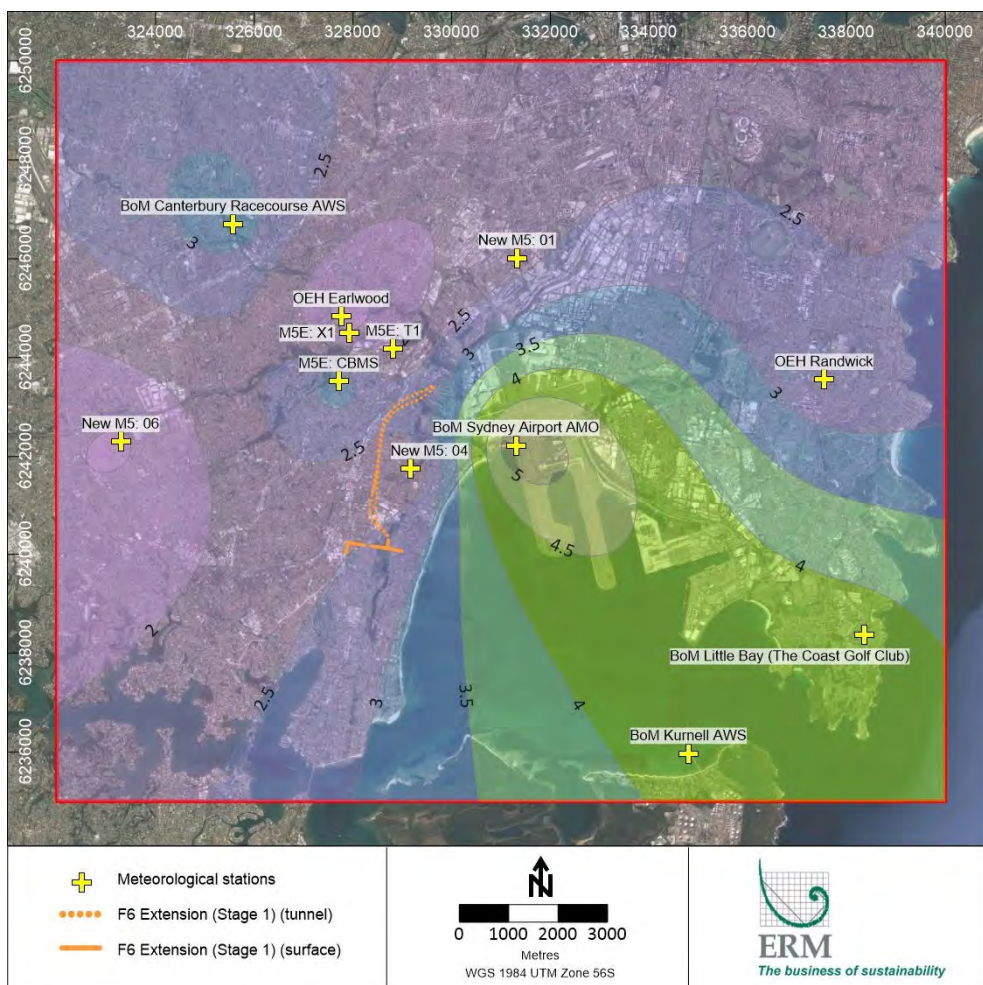 324000 326000 328000 330000 332000 334000 336000 338000 340000
6250000
6248000
6246000
6244000
6242000
6240000
6238000
6236000
2.5
BoM Canterbury Racecourse AWS
3
2.5
New M5: 01
OEH Earlwood
M5E: X1
M5E: T1
2.5
3
3.5
M5E: CBMS
4
OEH Randwick
3
New M5: 06
BoM Sydney Airport AMO
2.5
New M5: 04
5
4.5
4
2
BoM Little Bay (The Coast Golf Club)
2.5
3
3.5
4
BoM Kurnell AWS
Meteorological stations
F6 Extension (Stage 1) (tunnel)
F6 Extension (Stage 1) (surface)
N
0 1000 2000 3000
Metres
WGS 1984 UTM Zone 56S
ERM
The business of sustainability